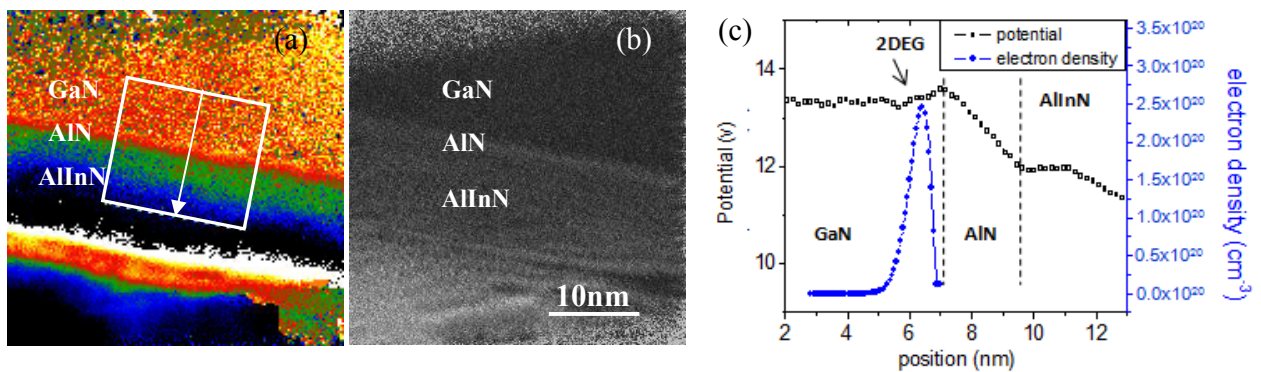 (a)
GaN
AlN
AlInN
(b)
GaN
AlN
AlInN
10nm
(c)
2DEG
potential
electron density
AlInN
GaN
AlN
14
12
10
Potential (v)
2
4
6
8
10
12
position (nm)
3.5x10²⁰
3.0x10²⁰
2.5x10²⁰
2.0x10²⁰
1.5x10²⁰
1.0x10²⁰
5.0x10¹⁹
0.0x10²⁰
electron density (cm⁻³)